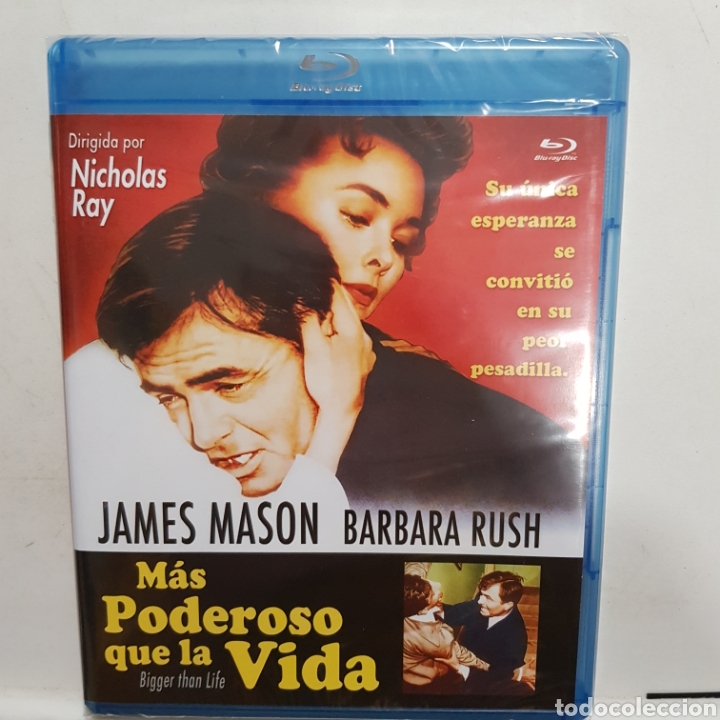 Blu-ray Disc
Dirigida por
Nicholas
Ray
Blu-ray Disc
Su única
esperanza
se
convitió
en su
peor
pesadilla.
JAMES MASON BARBARA RUSH
Más
Poderoso
que la Vida
Bigger than Life
todocoleccion